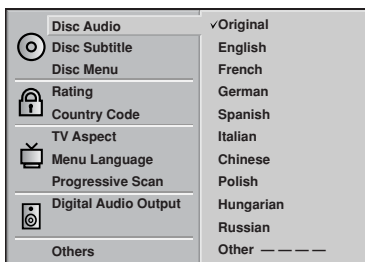 Disc Audio
Disc Subtitle
Disc Menu
Rating
Country Code
TV Aspect
Menu Language
Progressive Scan
Digital Audio Output
Others
✓Original
English
French
German
Spanish
Italian
Chinese
Polish
Hungarian
Russian
Other — — — —